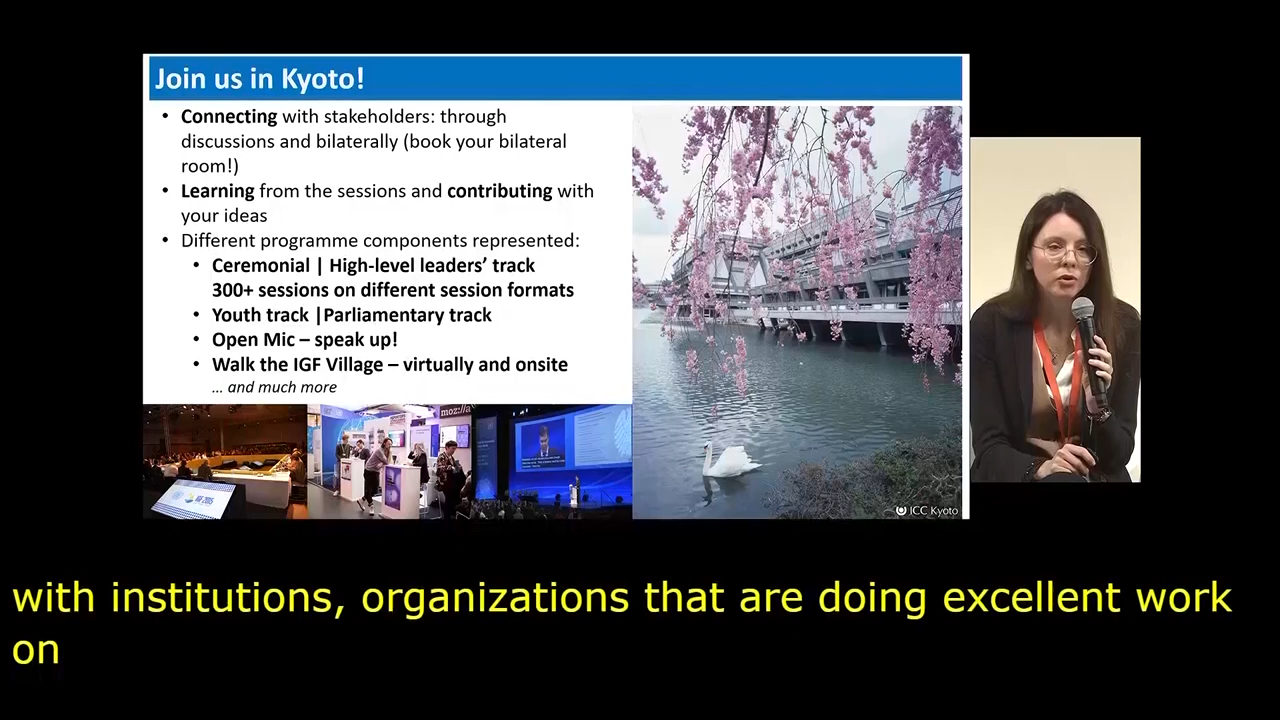 Join us in Kyoto!
• Connecting with stakeholders: through
discussions and bilaterally (book your bilateral
room!)
• Learning from the sessions and contributing with
your ideas
• Different programme components represented:
• Ceremonial | High-level leaders’ track
300+ sessions on different session formats
• Youth track |Parliamentary track
• Open Mic – speak up!
• Walk the IGF Village – virtually and onsite
… and much more
IGF 2015
moz://a
ICC Kyoto
with institutions, organizations that are doing excellent work
on